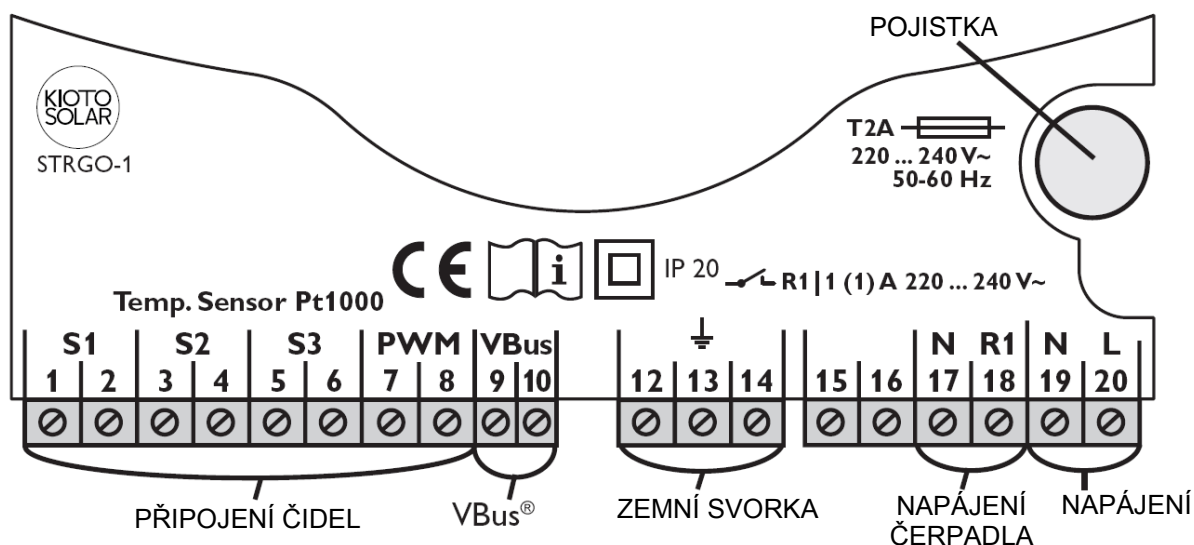 POJISTKA
KIOTO
SOLAR
STRGO-1
T2A
220 ... 240 V~
50-60 Hz
CE i IP 20 R1 1 (1) A 220 ... 240 V~
Temp. Sensor Pt1000
S1 S2 S3 PWM VBus N R1 N L
1 2 3 4 5 6 7 8 9 10 12 13 14 15 16 17 18 19 20
PŘIPOJENÍ ČIDEL VBus® ZEMNÍ SVORKA NAPÁJENÍ NAPÁJENÍ
ČERPADLA